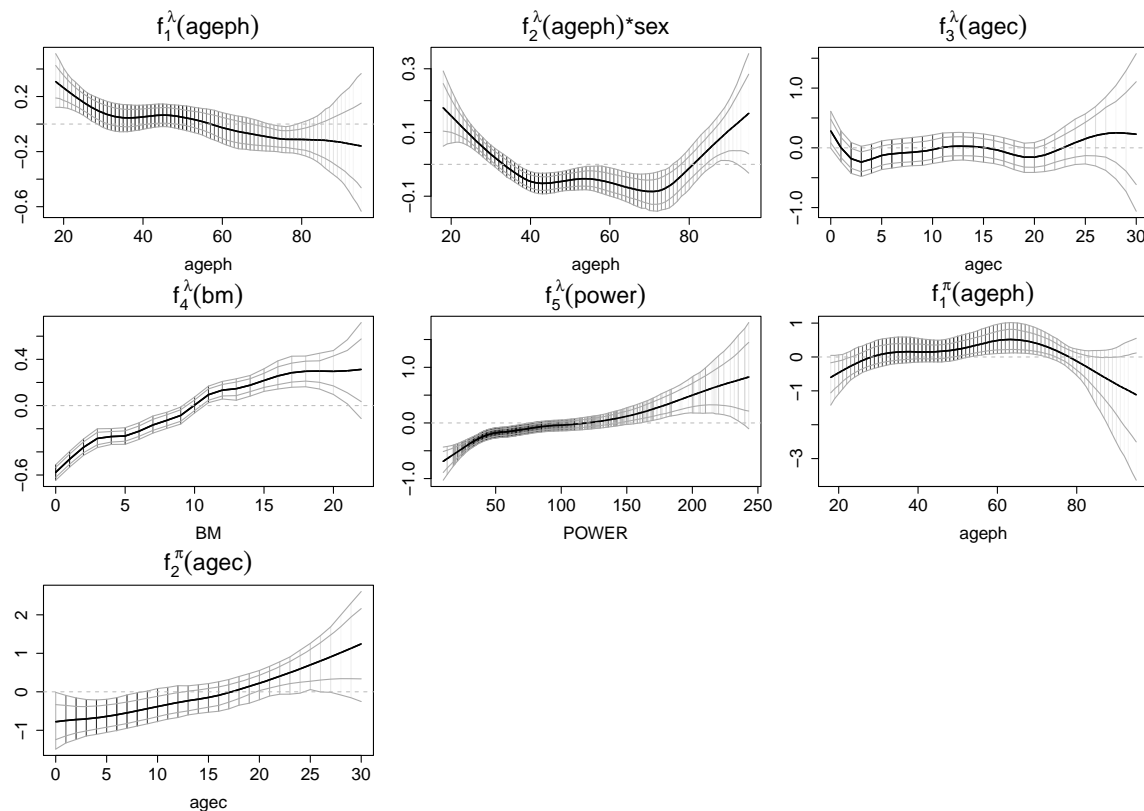 f₁^λ(ageph)
−0.6 −0.2 0.2
20 40 60 80
ageph
f₂^λ(ageph)*sex
−0.1 0.1 0.3
20 40 60 80
ageph
f₃^λ(agec)
−1.0 0.0 1.0
0 5 10 15 20 25 30
agec
f₄^λ(bm)
−0.6 0.0 0.4
0 5 10 15 20
BM
f₅^λ(power)
−1.0 0.0 1.0
50 100 150 200 250
POWER
f₁^π(ageph)
−3 −1 0 1
20 40 60 80
ageph
f₂^π(agec)
−1 0 1 2
0 5 10 15 20 25 30
agec